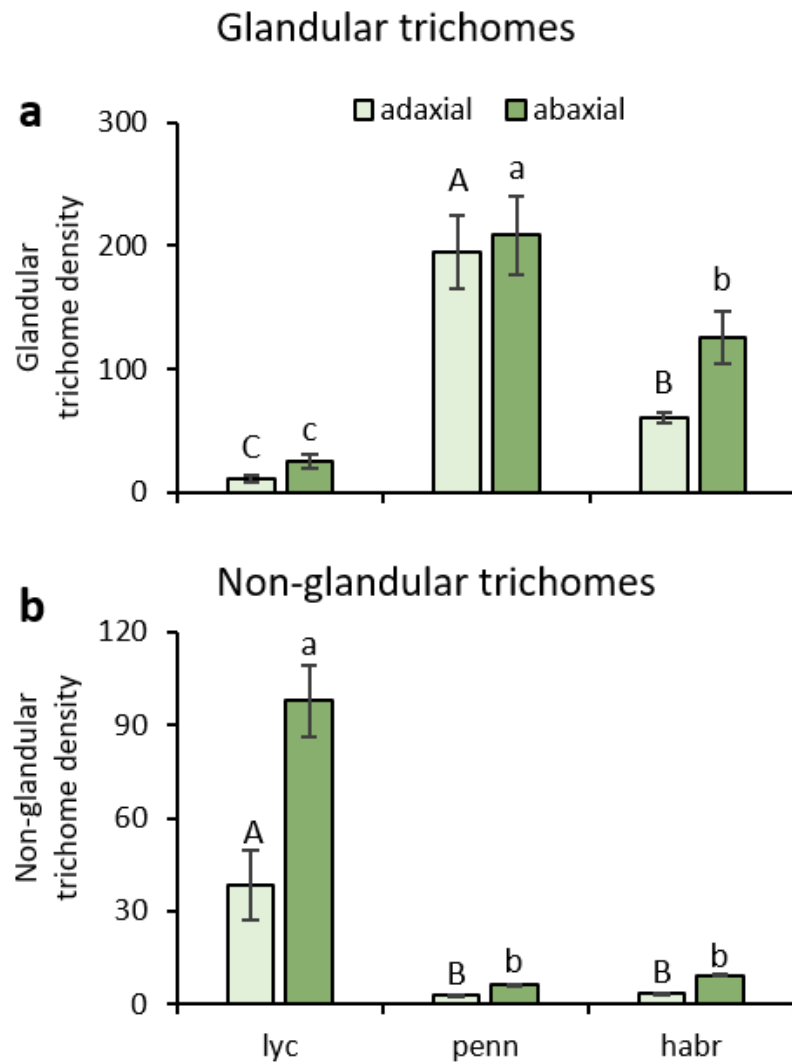 Glandular trichomes
a
adaxial abaxial
Glandular
trichome density
300
200
100
0
C c A a B b
Non-glandular trichomes
b
Non-glandular
trichome density
120
90
60
30
0
A a B b B b
lyc penn habr